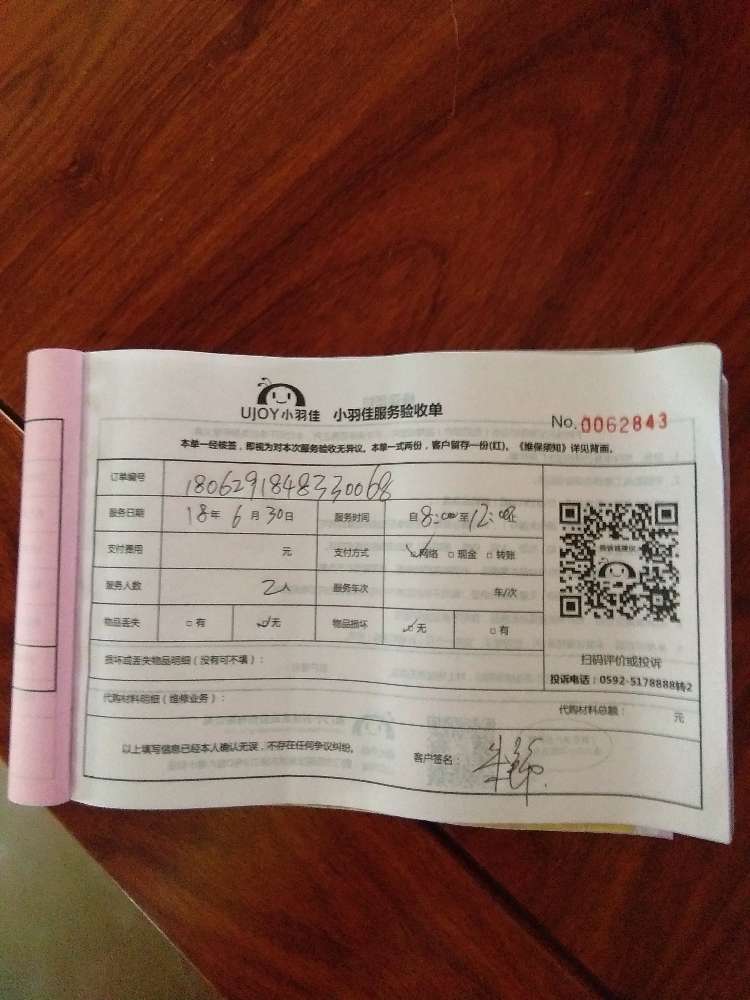 UJOY小羽佳 小羽佳服务验收单
No. 0062843
本单一经核签，即视为对本次服务验收无异议。本单一式两份，客户留存一份(红)。《维保须知》详见背面。
订单编号 1806291848330068
服务日期 18年 6月30日 服务时间 自8:00至12:00止
支付费用 元 支付方式 ☑网络 □现金 □转账
服务人数 2人 服务车次 车/次
物品丢失 □有 ☑无 物品损坏 ☑无 □有
损坏或丢失物品明细（没有可不填）：
扫码评价或投诉
投诉电话：0592-5178888转2
代购材料明细（维修业务）： 代购材料总额： 元
以上填写信息已经本人确认无误，不存在任何争议纠纷。 客户签名：